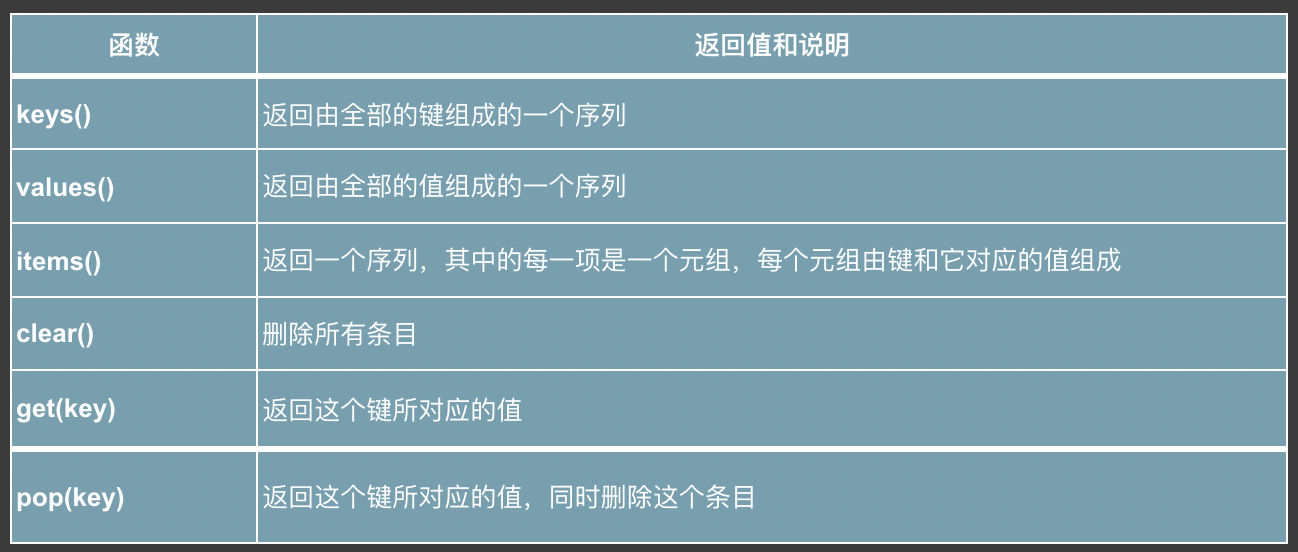 函数 返回值和说明
keys() 返回由全部的键组成的一个序列
values() 返回由全部的值组成的一个序列
items() 返回一个序列，其中的每一项是一个元组，每个元组由键和它对应的值组成
clear() 删除所有条目
get(key) 返回这个键所对应的值
pop(key) 返回这个键所对应的值，同时删除这个条目